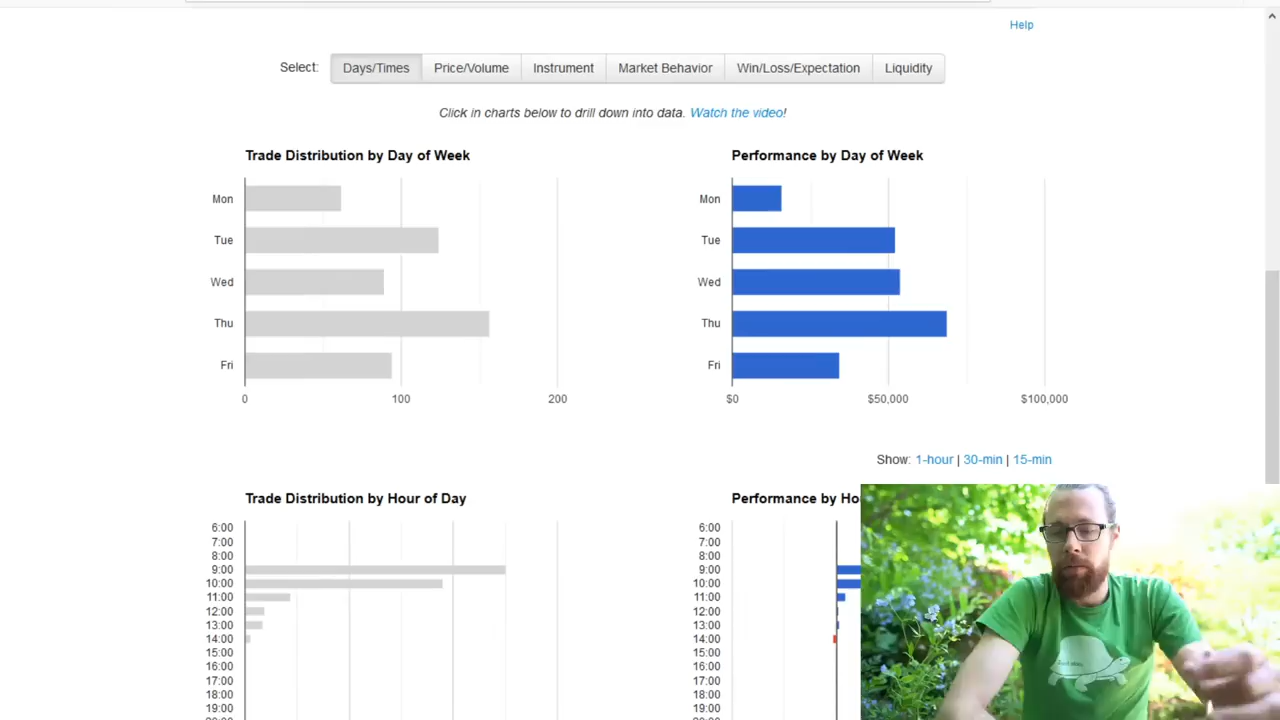 Help
Select: Days/Times Price/Volume Instrument Market Behavior Win/Loss/Expectation Liquidity
Click in charts below to drill down into data. Watch the video!
Trade Distribution by Day of Week
Mon
Tue
Wed
Thu
Fri
0 100 200
Performance by Day of Week
Mon
Tue
Wed
Thu
Fri
$0 $50,000 $100,000
Show: 1-hour | 30-min | 15-min
Trade Distribution by Hour of Day
6:00
7:00
8:00
9:00
10:00
11:00
12:00
13:00
14:00
15:00
16:00
17:00
18:00
19:00
Performance by Ho
6:00
7:00
8:00
9:00
10:00
11:00
12:00
13:00
14:00
15:00
16:00
17:00
18:00
19:00